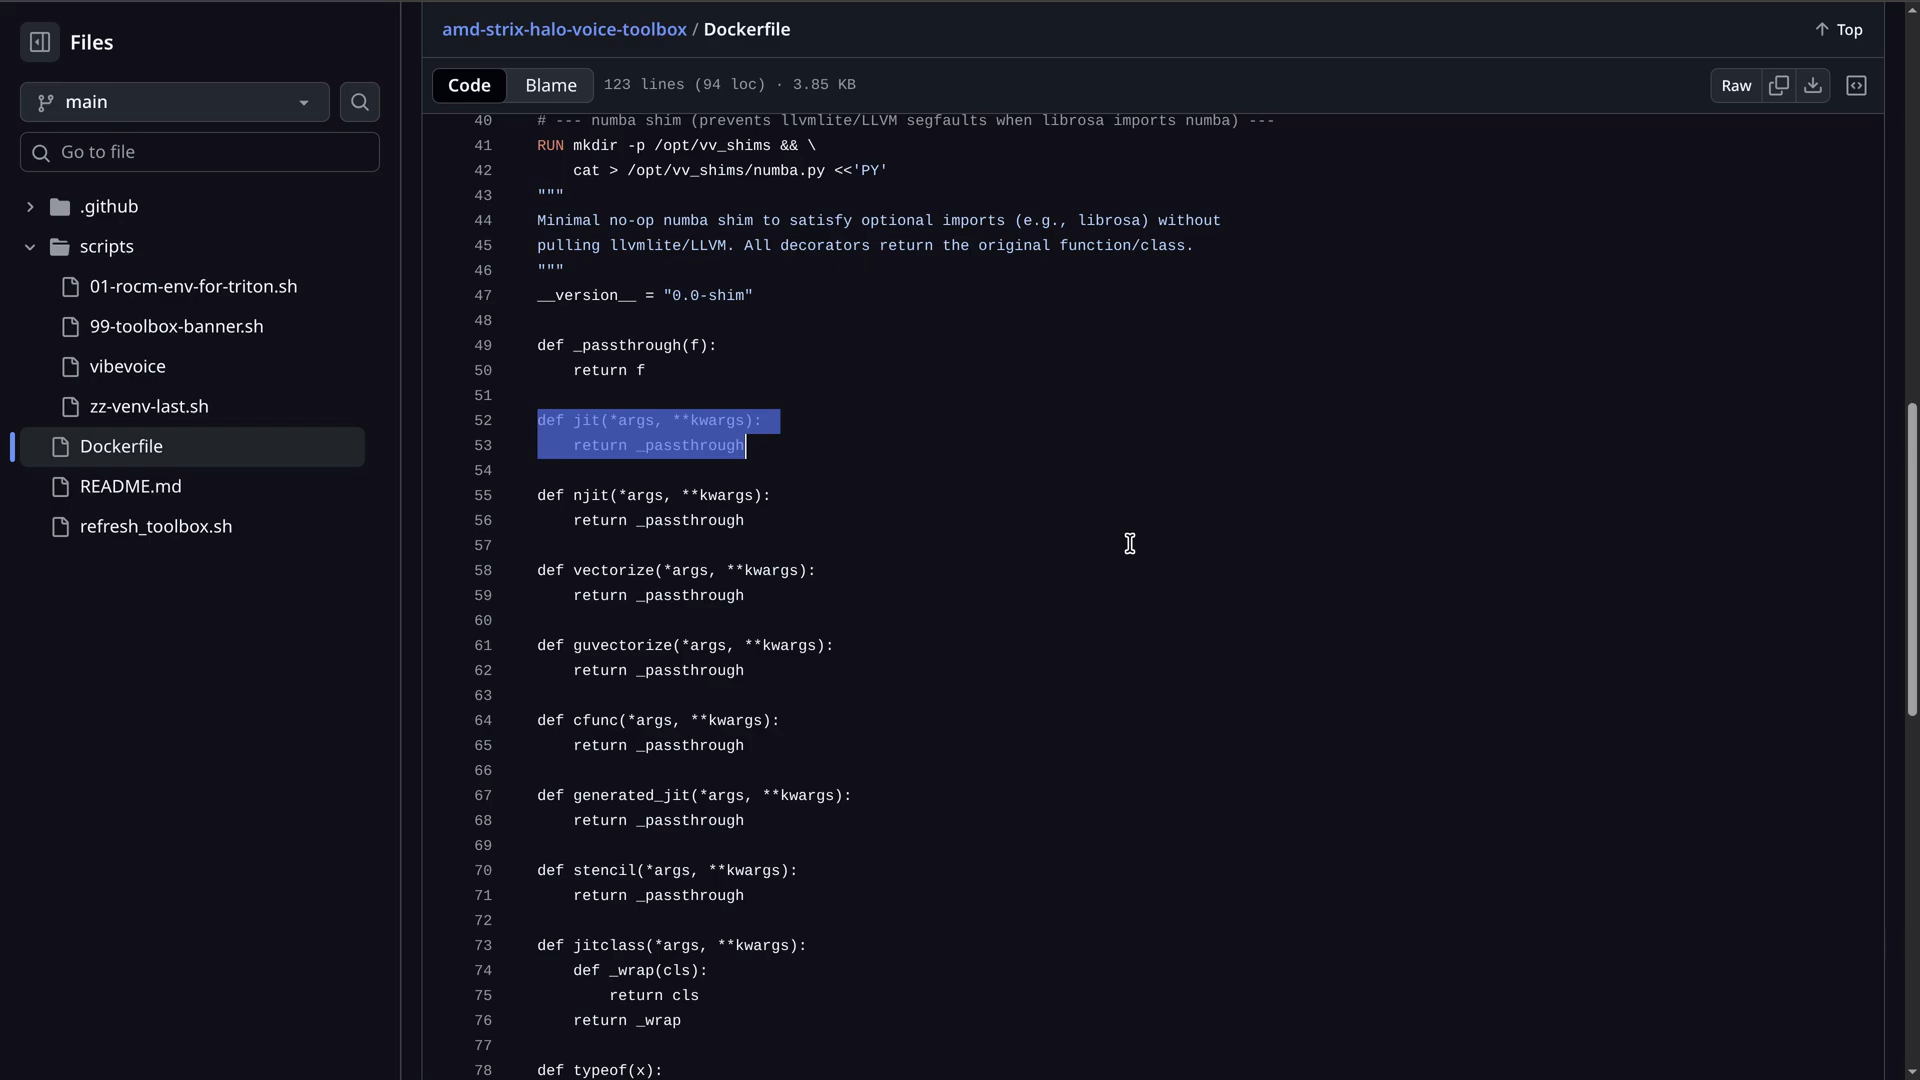 Files
main
Go to file
.github
scripts
01-rocm-env-for-triton.sh
99-toolbox-banner.sh
vibevoice
zz-venv-last.sh
Dockerfile
README.md
refresh_toolbox.sh
amd-strix-halo-voice-toolbox / Dockerfile
Top
Code Blame 123 lines (94 loc) · 3.85 KB
Raw
40 # --- numba shim (prevents llvmlite/LLVM segfaults when librosa imports numba) ---
41 RUN mkdir -p /opt/vv_shims && \
42     cat > /opt/vv_shims/numba.py <<'PY'
43 """
44 Minimal no-op numba shim to satisfy optional imports (e.g., librosa) without
45 pulling llvmlite/LLVM. All decorators return the original function/class.
46 """
47 __version__ = "0.0-shim"
48
49 def _passthrough(f):
50     return f
51
52 def jit(*args, **kwargs):
53     return _passthrough
54
55 def njit(*args, **kwargs):
56     return _passthrough
57
58 def vectorize(*args, **kwargs):
59     return _passthrough
60
61 def guvectorize(*args, **kwargs):
62     return _passthrough
63
64 def cfunc(*args, **kwargs):
65     return _passthrough
66
67 def generated_jit(*args, **kwargs):
68     return _passthrough
69
70 def stencil(*args, **kwargs):
71     return _passthrough
72
73 def jitclass(*args, **kwargs):
74     def _wrap(cls):
75         return cls
76     return _wrap
77
78 def typeof(x):